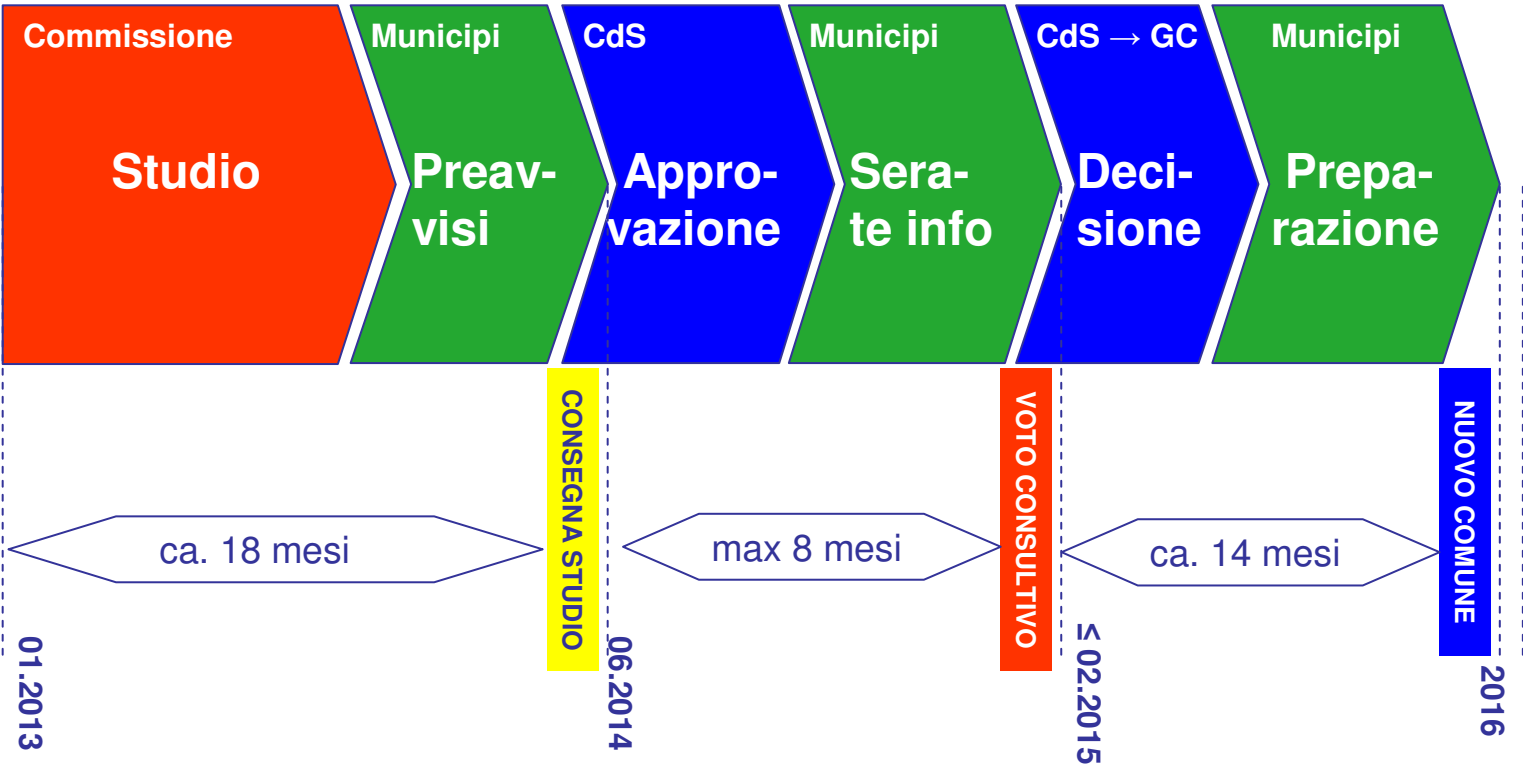 Commissione
Studio
Municipi
Preav-
visi
CdS
Appro-
vazione
Municipi
Sera-
te info
CdS → GC
Deci-
sione
Municipi
Prepa-
razione
CONSEGNA STUDIO
VOTO CONSULTIVO
NUOVO COMUNE
ca. 18 mesi
max 8 mesi
ca. 14 mesi
01.2013
06.2014
≤ 02.2015
2016